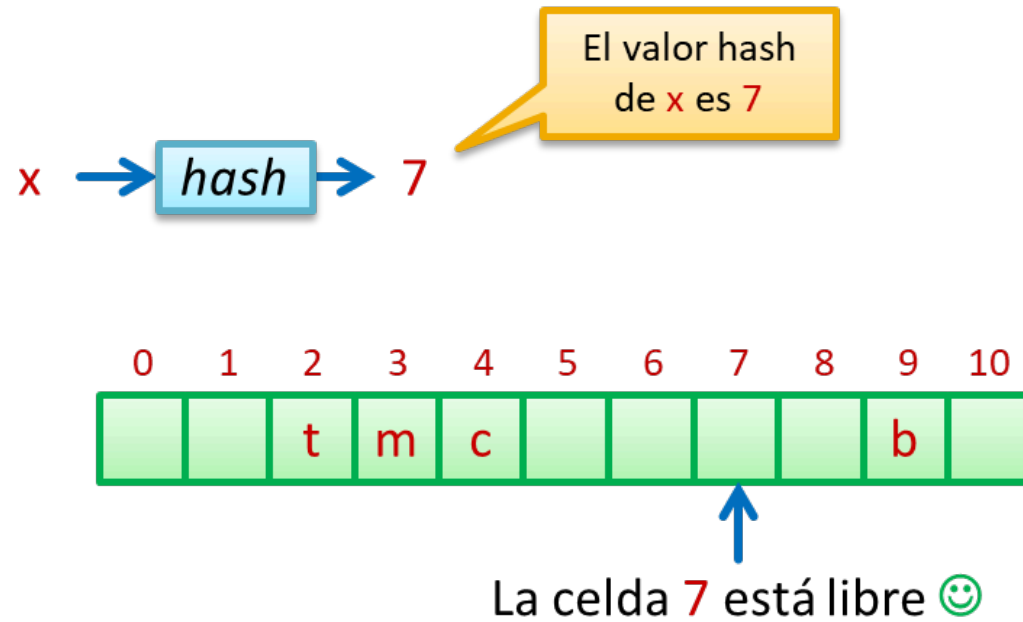 El valor hash
de x es 7
x hash 7
0 1 2 3 4 5 6 7 8 9 10
t m c b
La celda 7 está libre